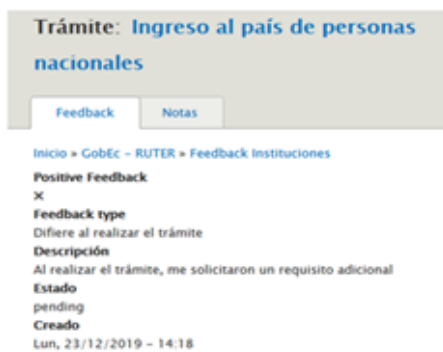 Trámite: Ingreso al país de personas
nacionales
Feedback
Notas
Inicio » GobEc - RUTER » Feedback Instituciones
Positive Feedback
✕
Feedback type
Difiere al realizar el trámite
Descripción
Al realizar el trámite, me solicitaron un requisito adicional
Estado
pending
Creado
Lun, 23/12/2019 - 14:18